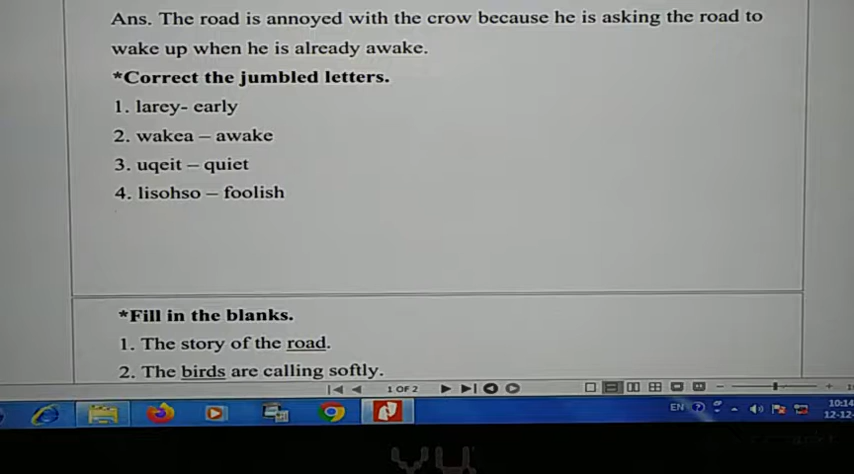 Ans. The road is annoyed with the crow because he is asking the road to
wake up when he is already awake.
*Correct the jumbled letters.
1. larey- early
2. wakea – awake
3. uqeit – quiet
4. lisohso – foolish
*Fill in the blanks.
1. The story of the road.
2. The birds are calling softly.
1 OF 2
EN
10:14
12-12-